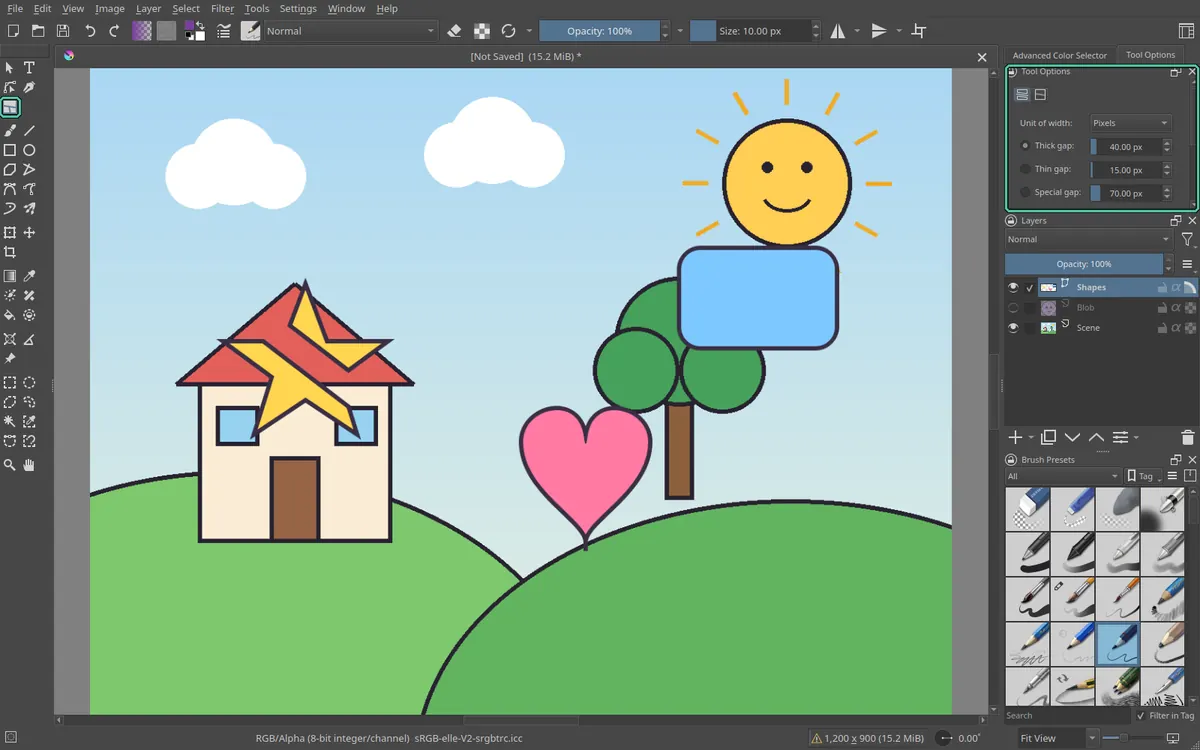 File Edit View Image Layer Select Filter Tools Settings Window Help
Normal Opacity: 100% Size: 10.00 px
[Not Saved] (15.2 MiB) *
Advanced Color Selector Tool Options
Tool Options
Unit of width: Pixels
Thick gap: 40.00 px
Thin gap: 15.00 px
Special gap: 70.00 px
Layers
Normal
Opacity: 100%
Shapes
Blob
Scene
Brush Presets
All Tag
Search Filter in Tag
RGB/Alpha (8-bit integer/channel) sRGB-elle-V2-srgbtrc.icc 1,200 x 900 (15.2 MiB) 0.00° Fit View